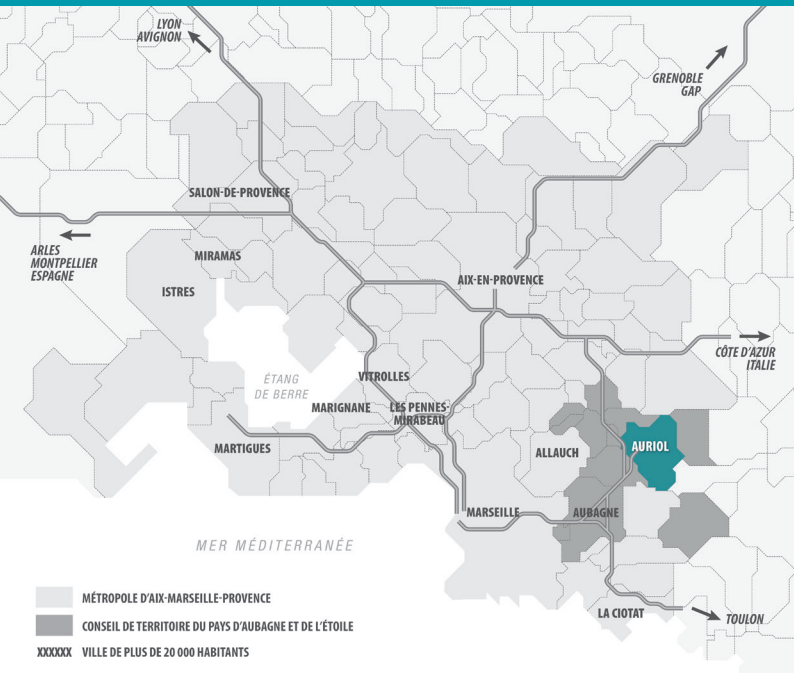 LYON
AVIGNON
GRENOBLE
GAP
SALON-DE-PROVENCE
ARLES
MONTPELLIER
ESPAGNE
MIRAMAS
ISTRES
AIX-EN-PROVENCE
CÔTE D'AZUR
ITALIE
ÉTANG
DE BERRE
VITROLLES
MARIGNANE
LES PENNES-
MIRABEAU
MARTIGUES
ALLAUCH
AURIOL
MARSEILLE
AUBAGNE
MER MÉDITERRANÉE
LA CIOTAT
TOULON
MÉTROPOLE D'AIX-MARSEILLE-PROVENCE
CONSEIL DE TERRITOIRE DU PAYS D'AUBAGNE ET DE L'ÉTOILE
XXXXXX VILLE DE PLUS DE 20 000 HABITANTS